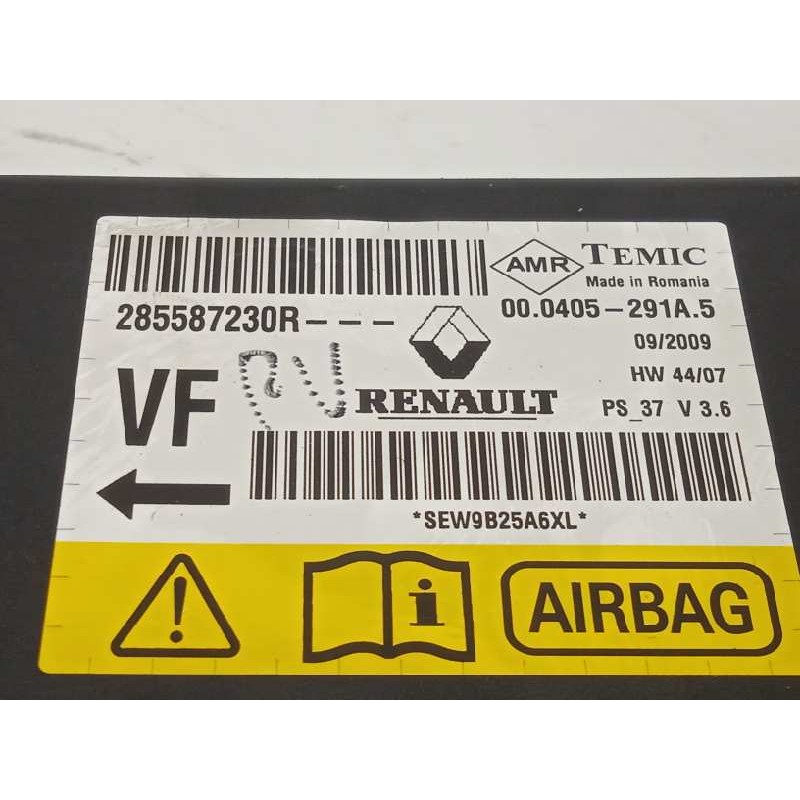 AMR TEMIC
Made in Romania
285587230R--- 00.0405-291A.5
09/2009
HW 44/07
VF RENAULT PS_37 V 3.6
*SEW9B25A6XL*
i AIRBAG